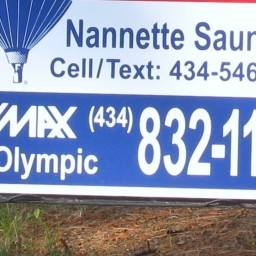 Nannette Saun
Cell/Text: 434-546
MAX (434) 832-11
Olympic